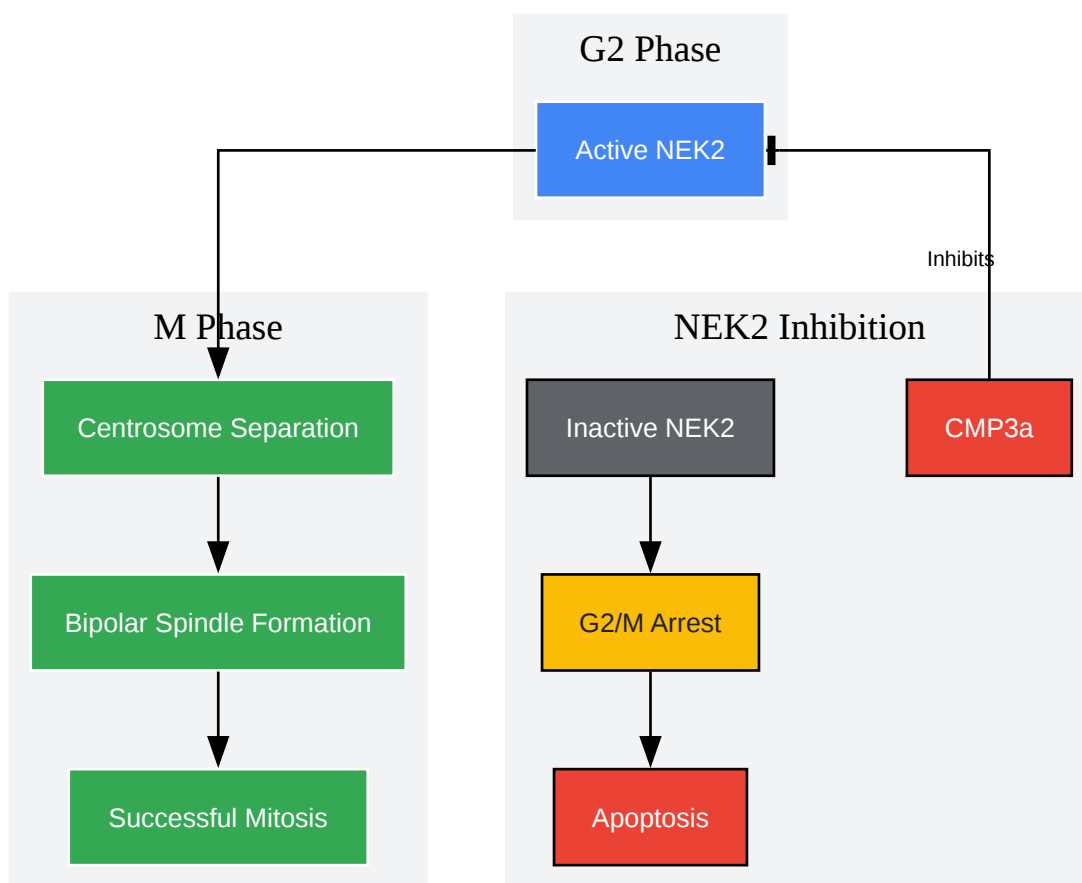 G2 Phase
Active NEK2
Inhibits
M Phase
NEK2 Inhibition
Centrosome Separation
Inactive NEK2
CMP3a
Bipolar Spindle Formation
G2/M Arrest
Successful Mitosis
Apoptosis